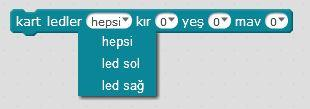 kart ledler hepsi kır 0 yeş 0 mav 0
hepsi
led sol
led sağ